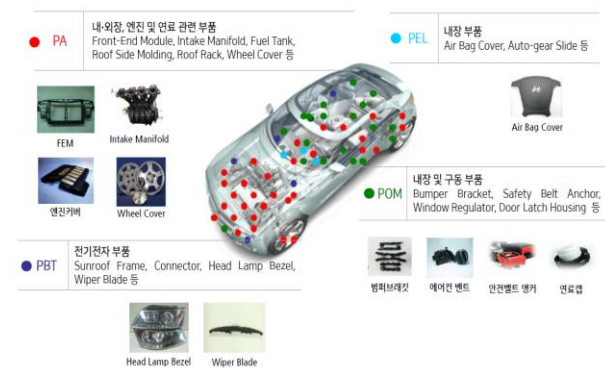 PA
내·외장, 엔진 및 연료 관련 부품
Front-End Module, Intake Manifold, Fuel Tank,
Roof Side Molding, Roof Rack, Wheel Cover 등
FEM
Intake Manifold
엔진커버
Wheel Cover
PEL
내장 부품
Air Bag Cover, Auto-gear Slide 등
Air Bag Cover
POM
내장 및 구동 부품
Bumper Bracket, Safety Belt Anchor,
Window Regulator, Door Latch Housing 등
범퍼브래킷
에어컨 벤트
안전벨트 앵커
연료캡
PBT
전기전자 부품
Sunroof Frame, Connector, Head Lamp Bezel,
Wiper Blade 등
Head Lamp Bezel
Wiper Blade